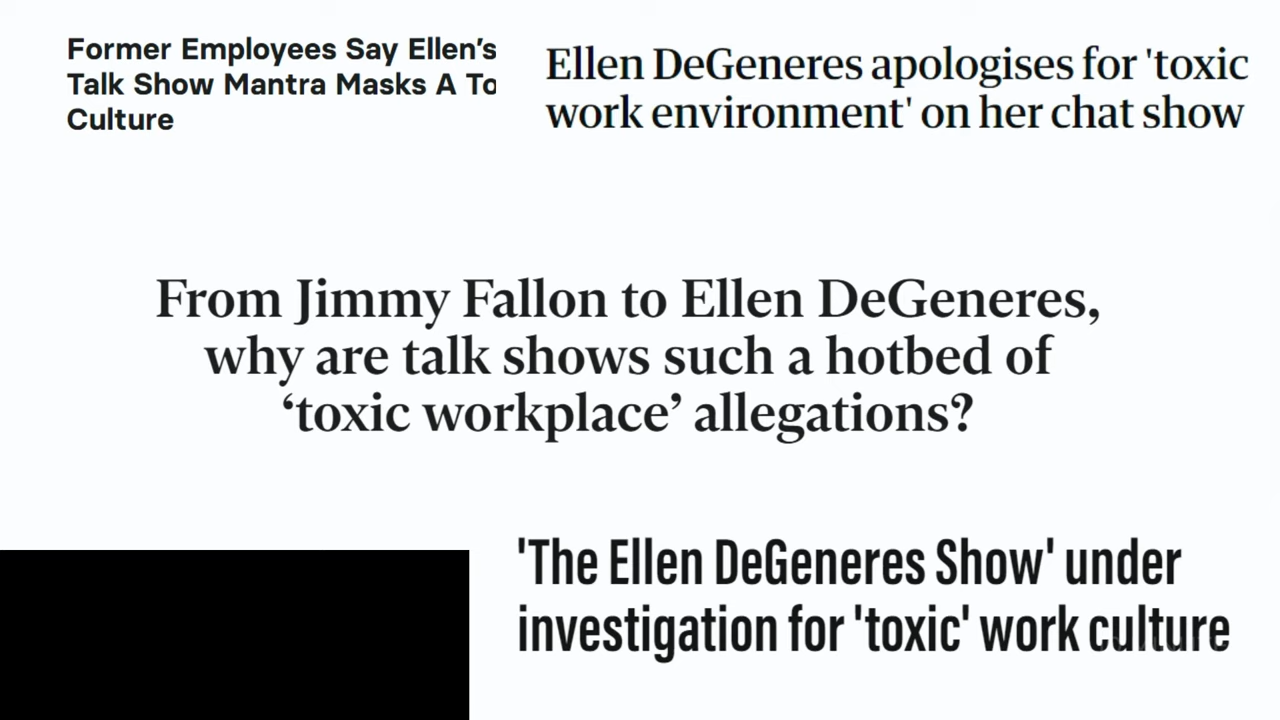 Former Employees Say Ellen's
Talk Show Mantra Masks A To
Culture
Ellen DeGeneres apologises for 'toxic
work environment' on her chat show
From Jimmy Fallon to Ellen DeGeneres,
why are talk shows such a hotbed of
‘toxic workplace’ allegations?
'The Ellen DeGeneres Show' under
investigation for 'toxic' work culture